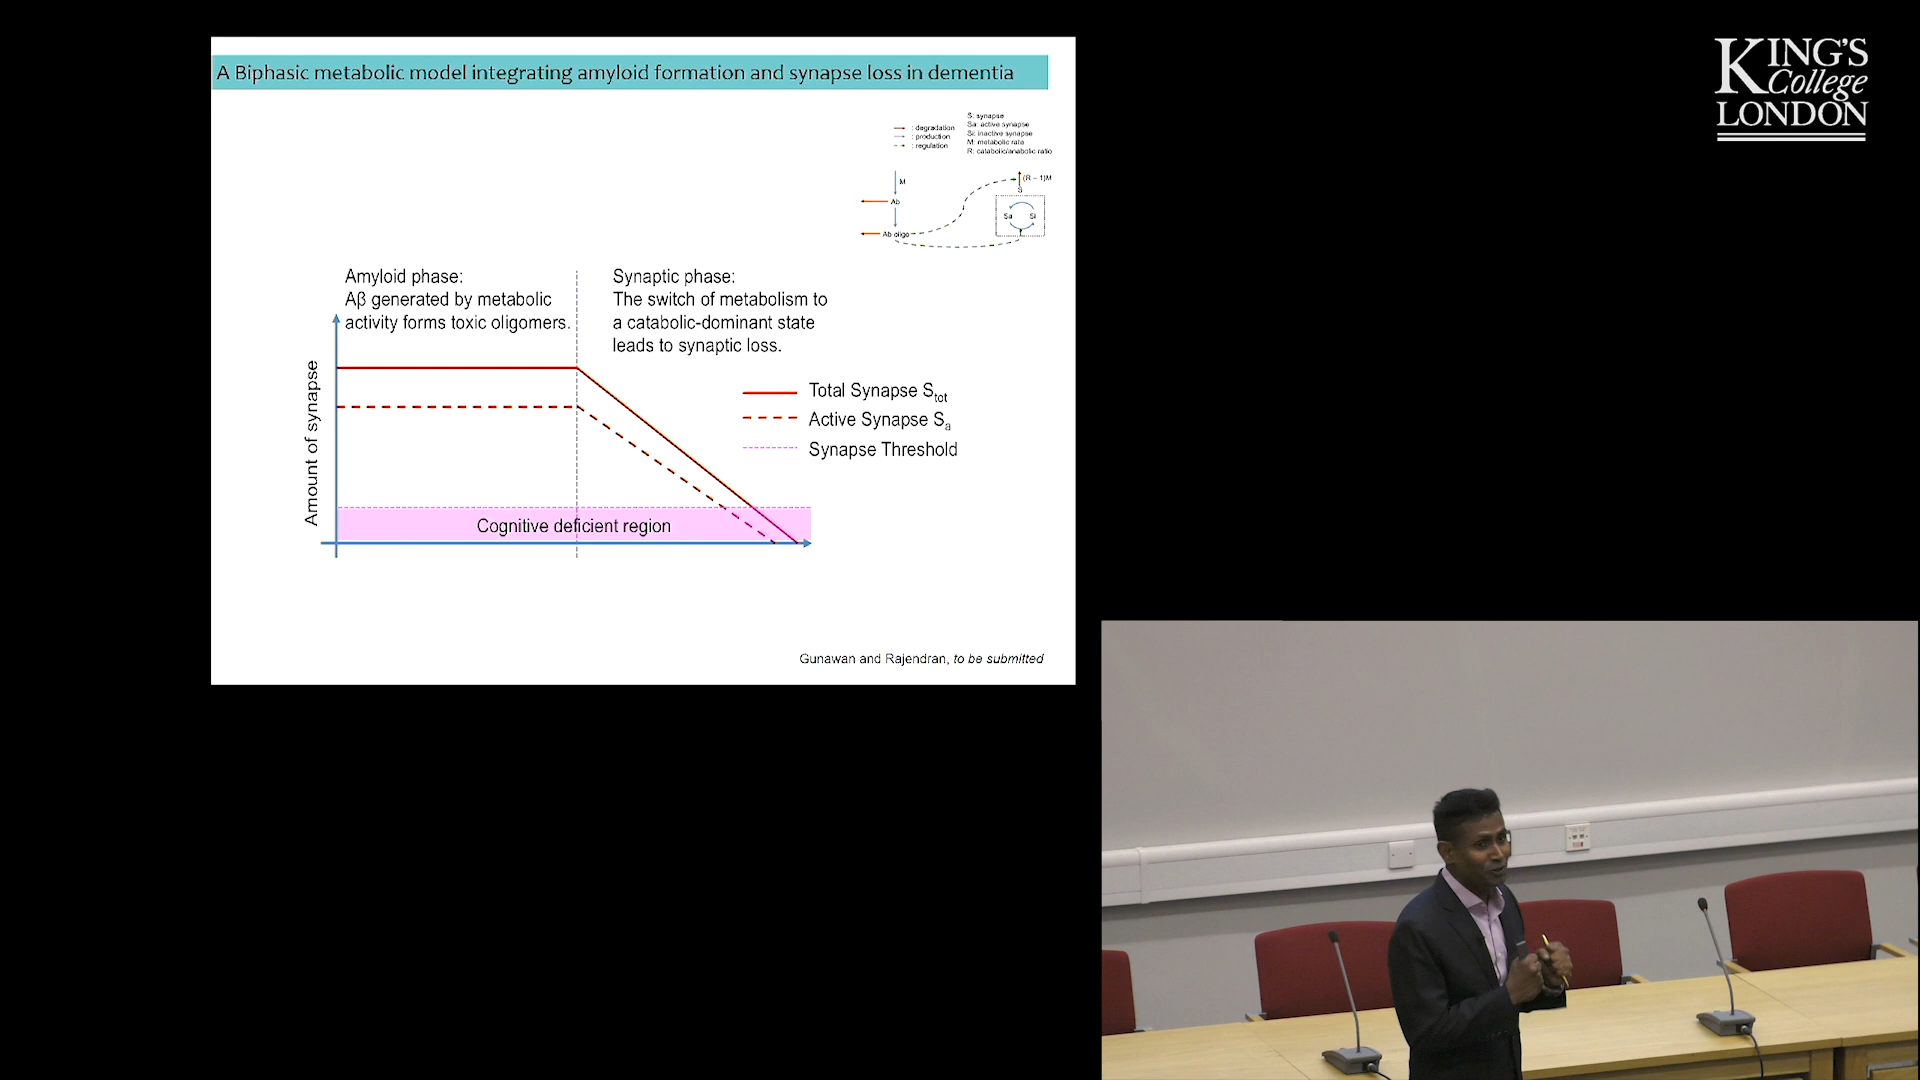 A Biphasic metabolic model integrating amyloid formation and synapse loss in dementia
: degradation
: production
: regulation
S: synapse
Sa: active synapse
Si: inactive synapse
M: metabolic rate
R: catabolic/anabolic ratio
M
Ab
Ab oligo
(R – 1)M
S
Sa
Si
Amyloid phase:
Aβ generated by metabolic
activity forms toxic oligomers.
Synaptic phase:
The switch of metabolism to
a catabolic-dominant state
leads to synaptic loss.
Amount of synapse
Total Synapse Stot
Active Synapse Sa
Synapse Threshold
Cognitive deficient region
Gunawan and Rajendran, to be submitted
KING'S
College
LONDON